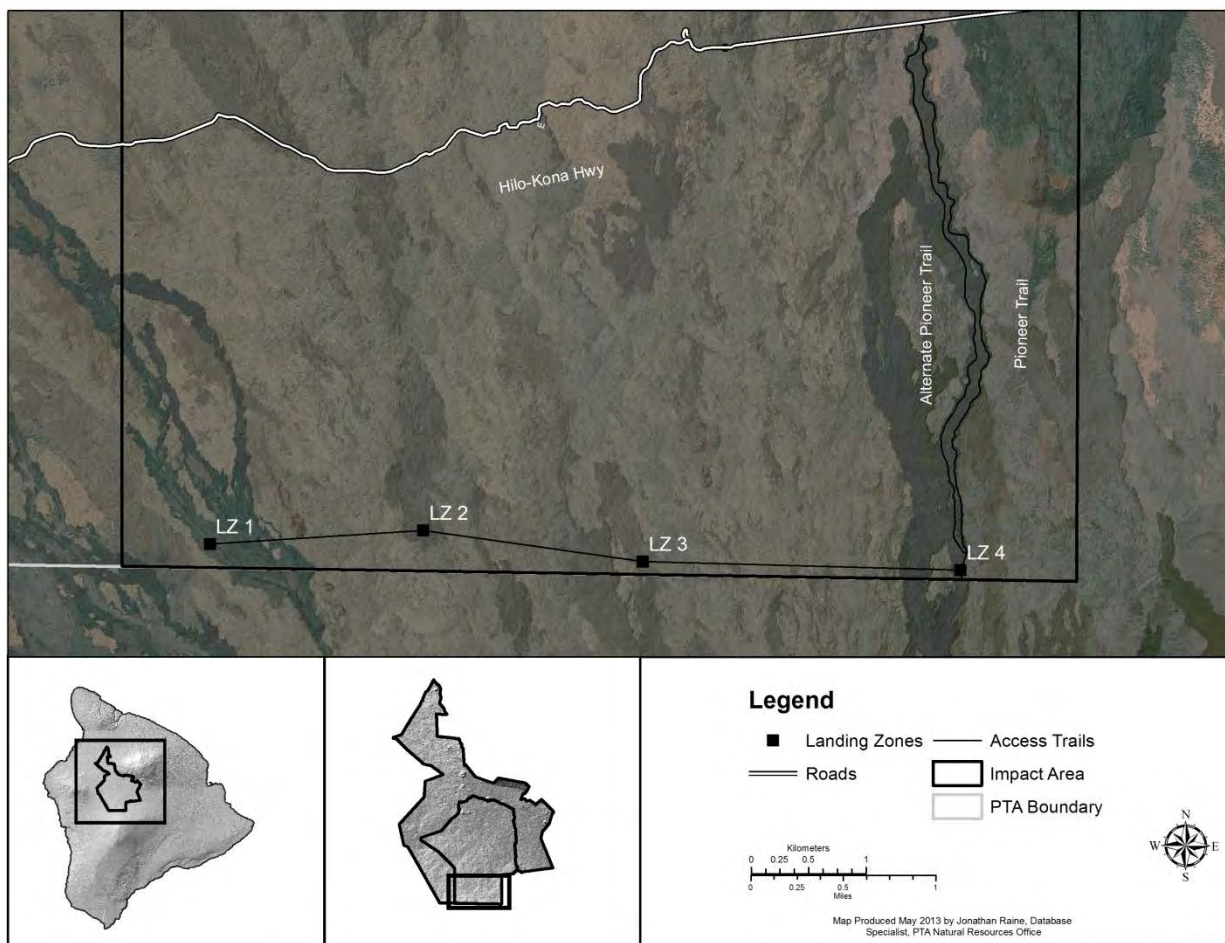 Hilo-Kona Hwy
Alternate Pioneer Trail
Pioneer Trail
LZ 1
LZ 2
LZ 3
LZ 4
Legend
Landing Zones
Access Trails
Roads
Impact Area
PTA Boundary
Kilometers
0 0.25 0.5 1
0 0.25 0.5 1
Miles
N
W E
S
Map Produced May 2013 by Jonathan Raine, Database
Specialist, PTA Natural Resources Office